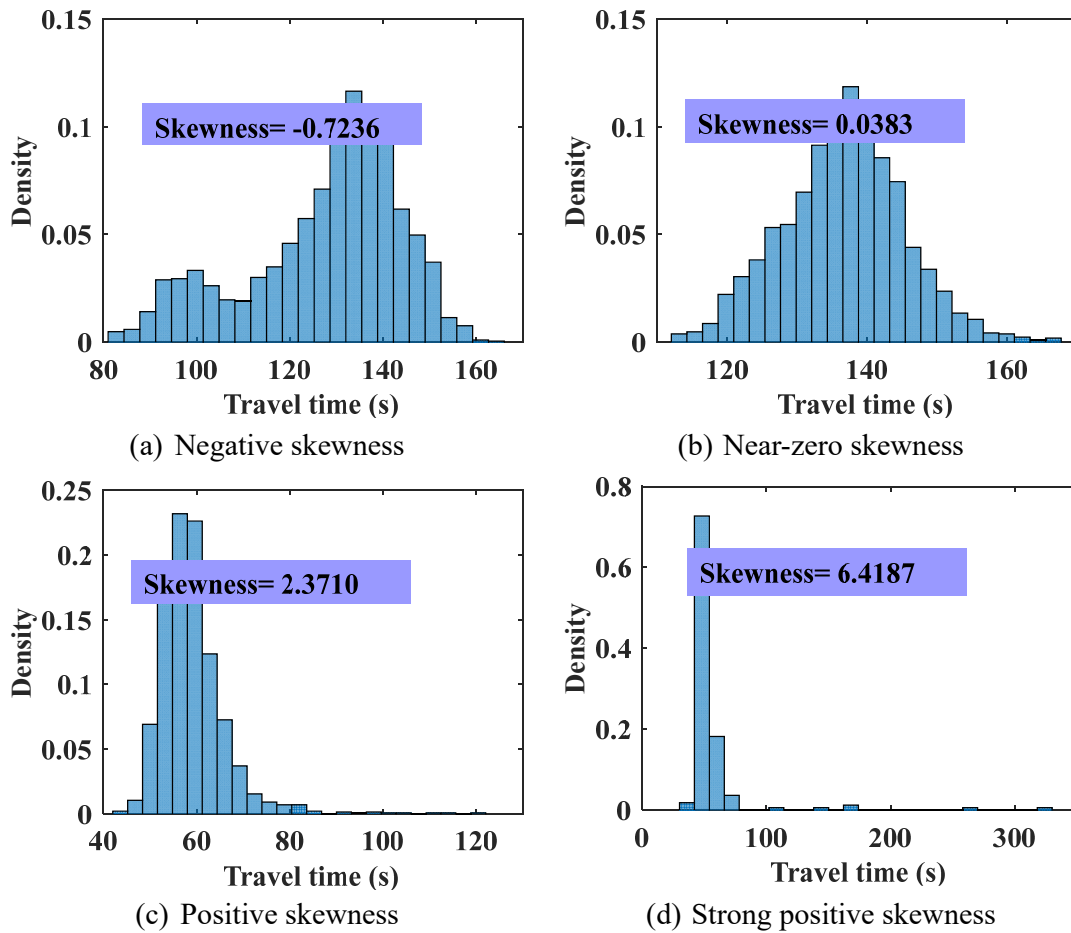 0.15
0.1
0.05
0
Density
Skewness= -0.7236
80 100 120 140 160
Travel time (s)
(a) Negative skewness
0.15
0.1
0.05
0
Density
Skewness= 0.0383
120 140 160
Travel time (s)
(b) Near-zero skewness
0.25
0.2
0.15
0.1
0.05
0
Density
Skewness= 2.3710
40 60 80 100 120
Travel time (s)
(c) Positive skewness
0.8
0.6
0.4
0.2
0
Density
Skewness= 6.4187
0 100 200 300
Travel time (s)
(d) Strong positive skewness